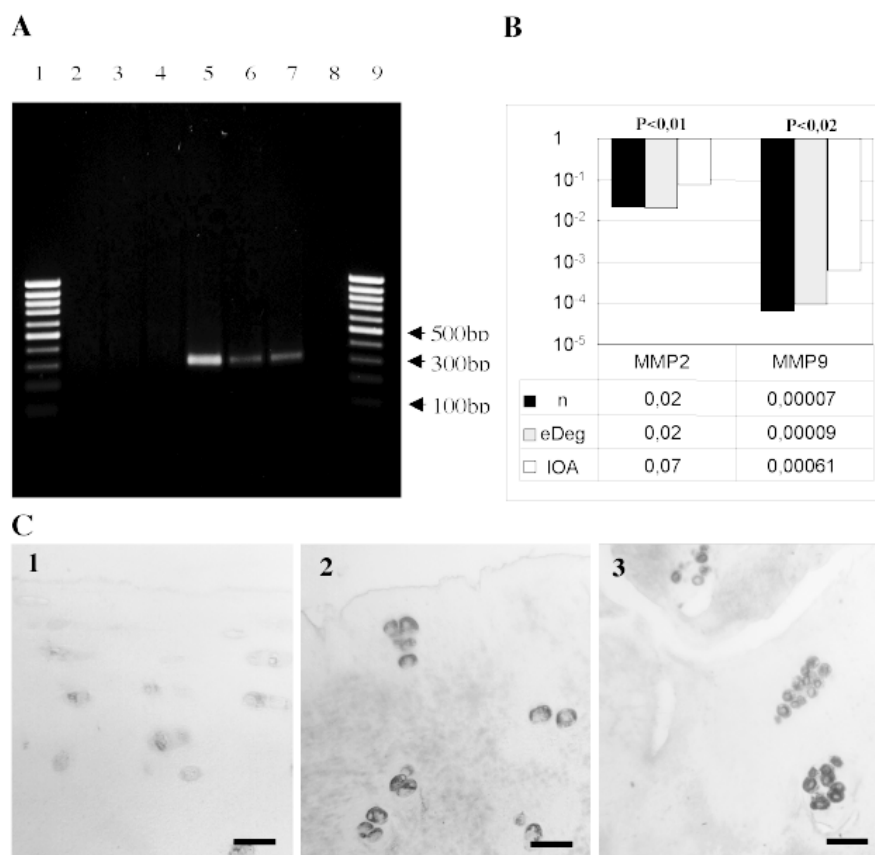 A
1 2 3 4 5 6 7 8 9
500bp
300bp
100bp
B
P<0,01 P<0,02
1
10-1
10-2
10-3
10-4
10-5
MMP2 MMP9
n 0,02 0,00007
eDeg 0,02 0,00009
IOA 0,07 0,00061
C
1 2 3